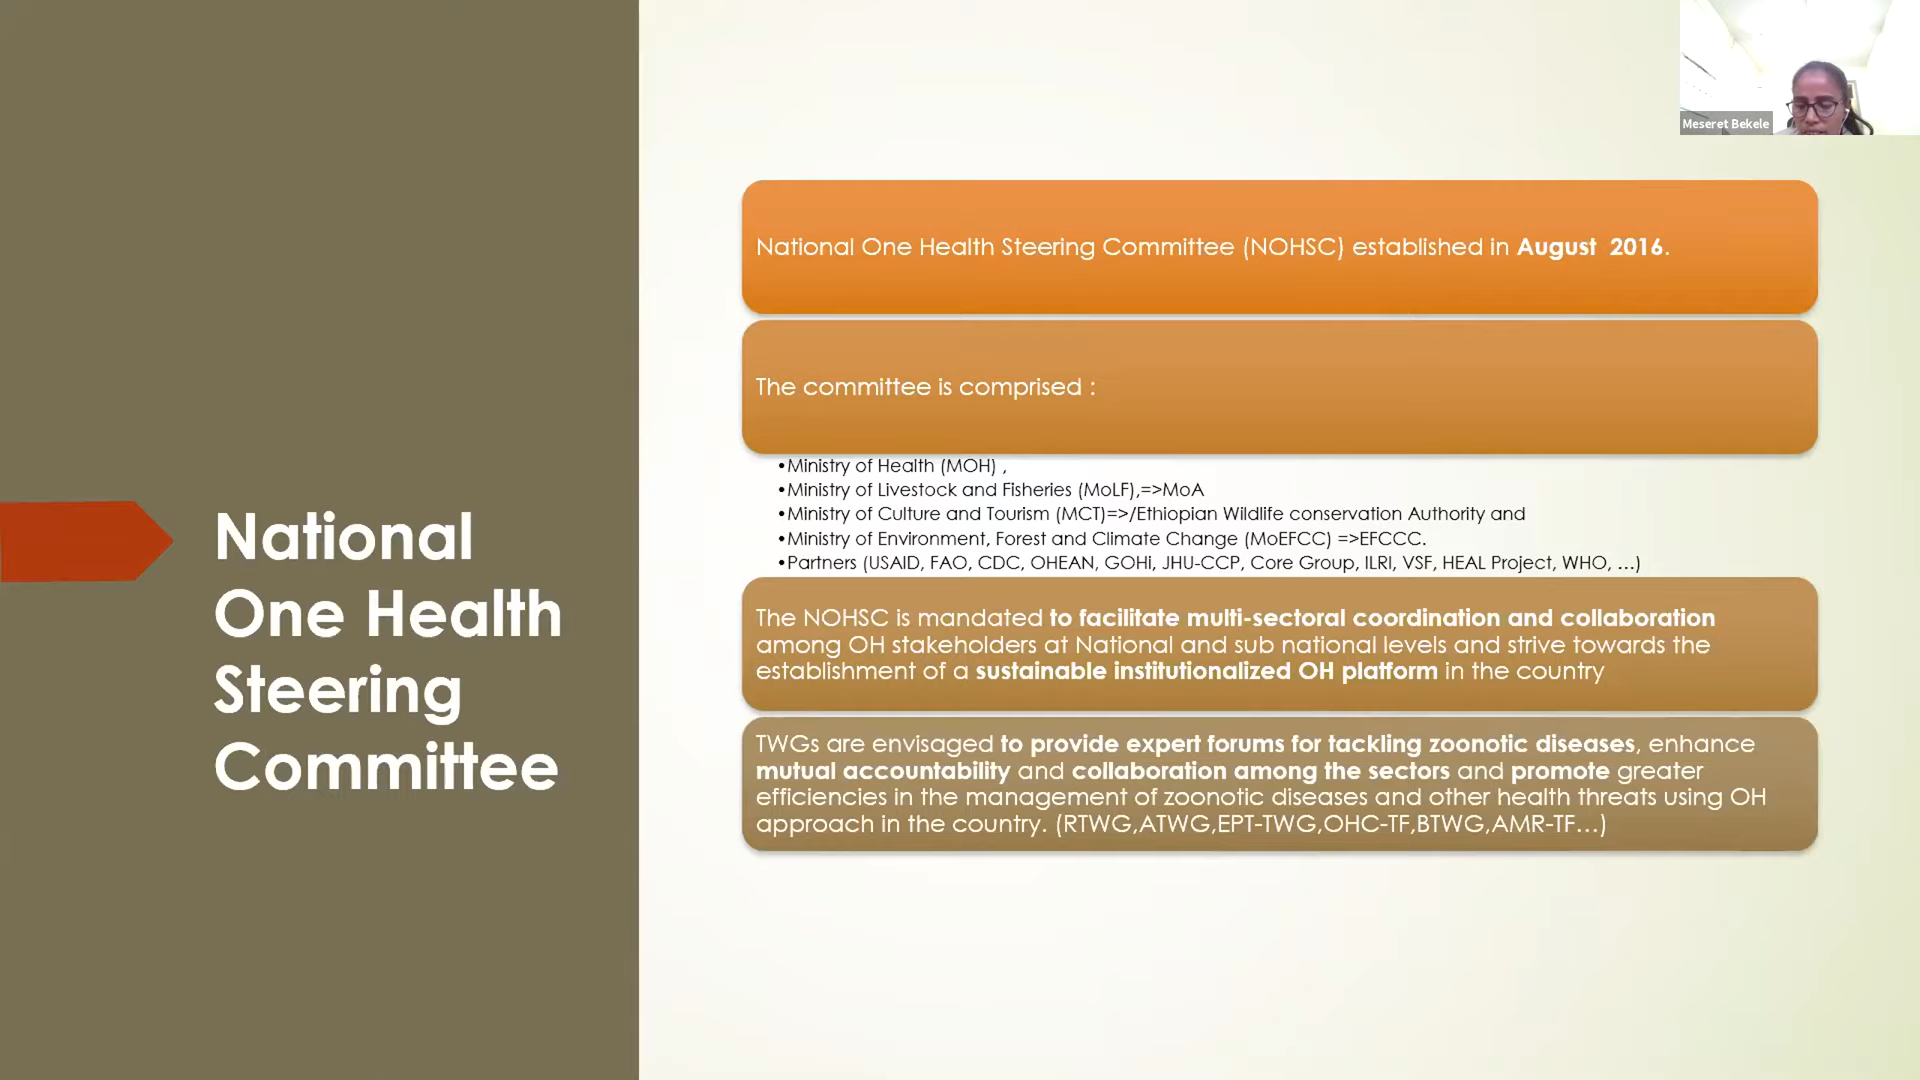 Meseret Bekele
National
One Health
Steering
Committee
National One Health Steering Committee (NOHSC) established in August  2016.
The committee is comprised :
•Ministry of Health (MOH) ,
•Ministry of Livestock and Fisheries (MoLF),=>MoA
•Ministry of Culture and Tourism (MCT)=>/Ethiopian Wildlife conservation Authority and
•Ministry of Environment, Forest and Climate Change (MoEFCC) =>EFCCC.
•Partners (USAID, FAO, CDC, OHEAN, GOHi, JHU-CCP, Core Group, ILRI, VSF, HEAL Project, WHO, …)
The NOHSC is mandated to facilitate multi-sectoral coordination and collaboration
among OH stakeholders at National and sub national levels and strive towards the
establishment of a sustainable institutionalized OH platform in the country
TWGs are envisaged to provide expert forums for tackling zoonotic diseases, enhance
mutual accountability and collaboration among the sectors and promote greater
efficiencies in the management of zoonotic diseases and other health threats using OH
approach in the country. (RTWG,ATWG,EPT-TWG,OHC-TF,BTWG,AMR-TF…)